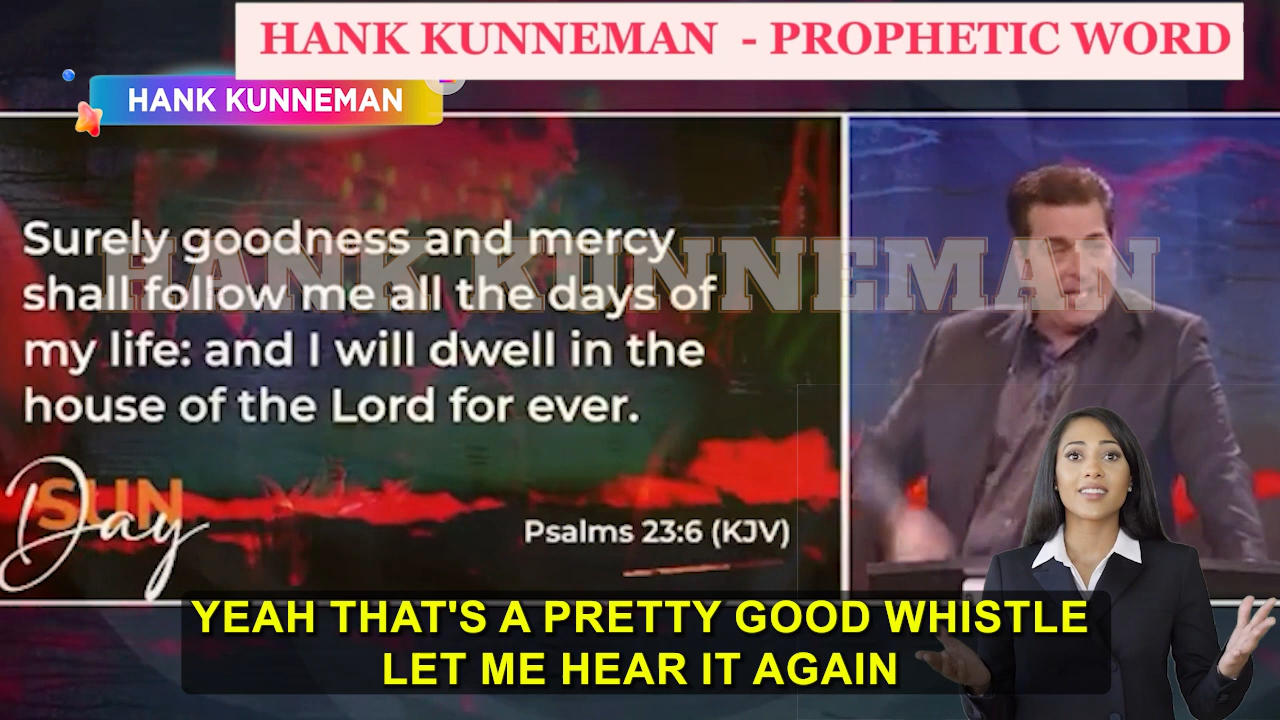 HANK KUNNEMAN - PROPHETIC WORD
HANK KUNNEMAN
HANK KUNNEMAN
Surely goodness and mercy
shall follow me all the days of
my life: and I will dwell in the
house of the Lord for ever.
SUN
Day
Psalms 23:6 (KJV)
YEAH THAT'S A PRETTY GOOD WHISTLE
LET ME HEAR IT AGAIN